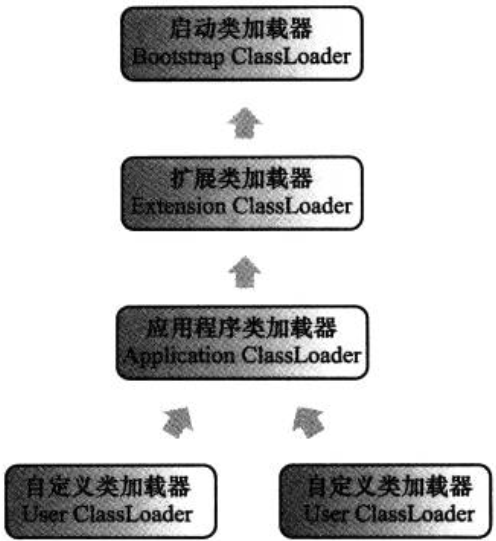 启动类加载器
Bootstrap ClassLoader
扩展类加载器
Extension ClassLoader
应用程序类加载器
Application ClassLoader
自定义类加载器
User ClassLoader
自定义类加载器
User ClassLoader